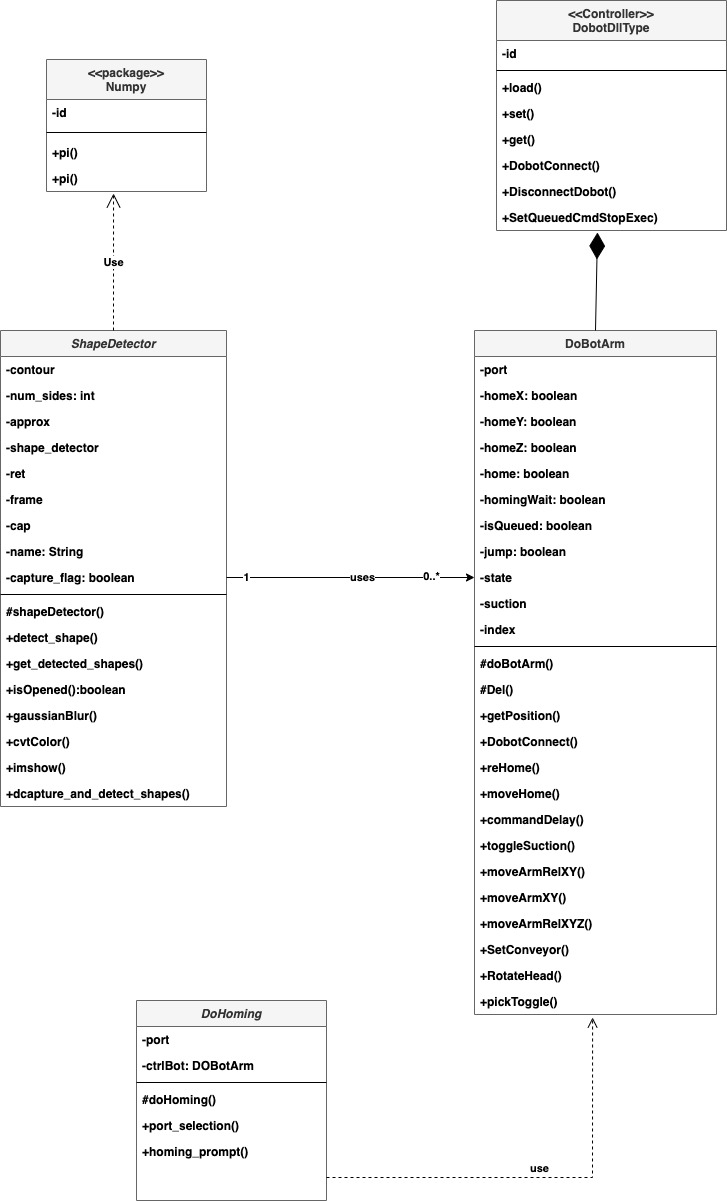 <<Controller>>
DobotDllType
-id
+load()
+set()
+get()
+DobotConnect()
+DisconnectDobot()
+SetQueuedCmdStopExec)
<<package>>
Numpy
-id
+pi()
+pi()
Use
ShapeDetector
-contour
-num_sides: int
-approx
-shape_detector
-ret
-frame
-cap
-name: String
-capture_flag: boolean
#shapeDetector()
+detect_shape()
+get_detected_shapes()
+isOpened():boolean
+gaussianBlur()
+cvtColor()
+imshow()
+dcapture_and_detect_shapes()
1
uses
0..*
DoBotArm
-port
-homeX: boolean
-homeY: boolean
-homeZ: boolean
-home: boolean
-homingWait: boolean
-isQueued: boolean
-jump: boolean
-state
-suction
-index
#doBotArm()
#Del()
+getPosition()
+DobotConnect()
+reHome()
+moveHome()
+commandDelay()
+toggleSuction()
+moveArmRelXY()
+moveArmXY()
+moveArmRelXYZ()
+SetConveyor()
+RotateHead()
+pickToggle()
DoHoming
-port
-ctrlBot: DOBotArm
#doHoming()
+port_selection()
+homing_prompt()
use